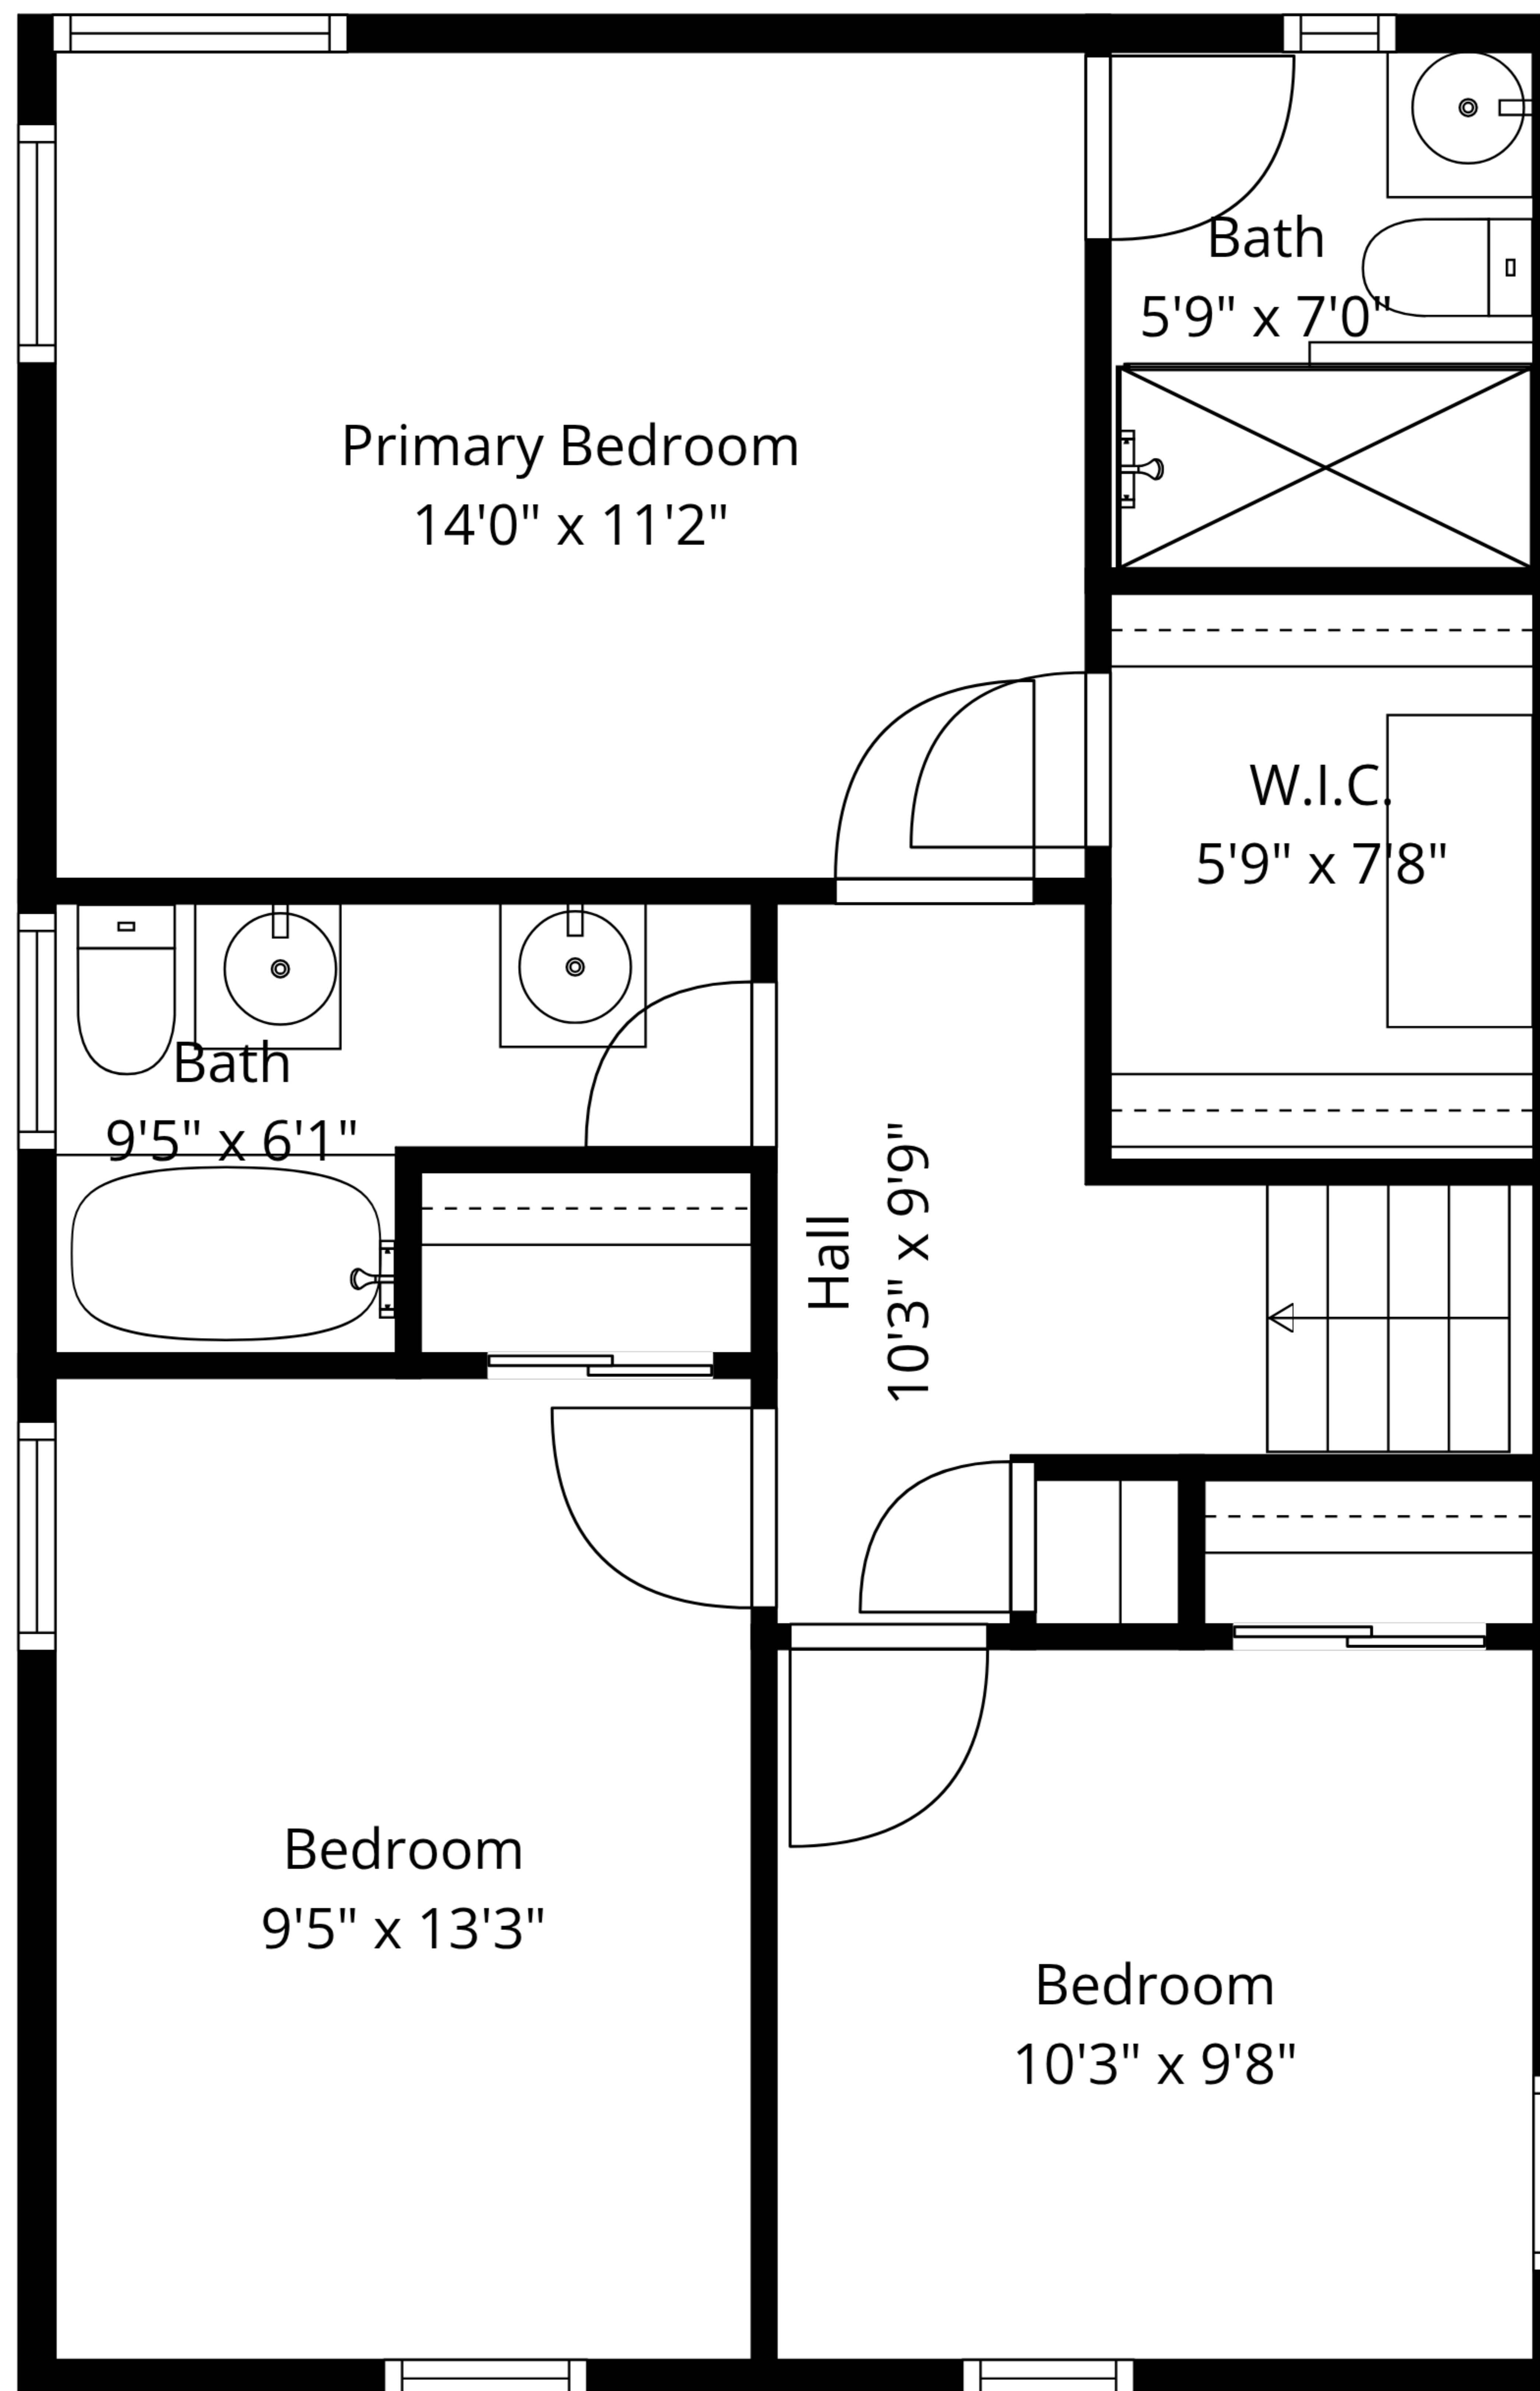 Bath
5'9" x 7'0"
Primary Bedroom
14'0" x 11'2"
W.I.C.
5'9" x 7'8"
Bath
9'5" x 6'1"
Hall
10'3" x 9'9"
Bedroom
9'5" x 13'3"
Bedroom
10'3" x 9'8"